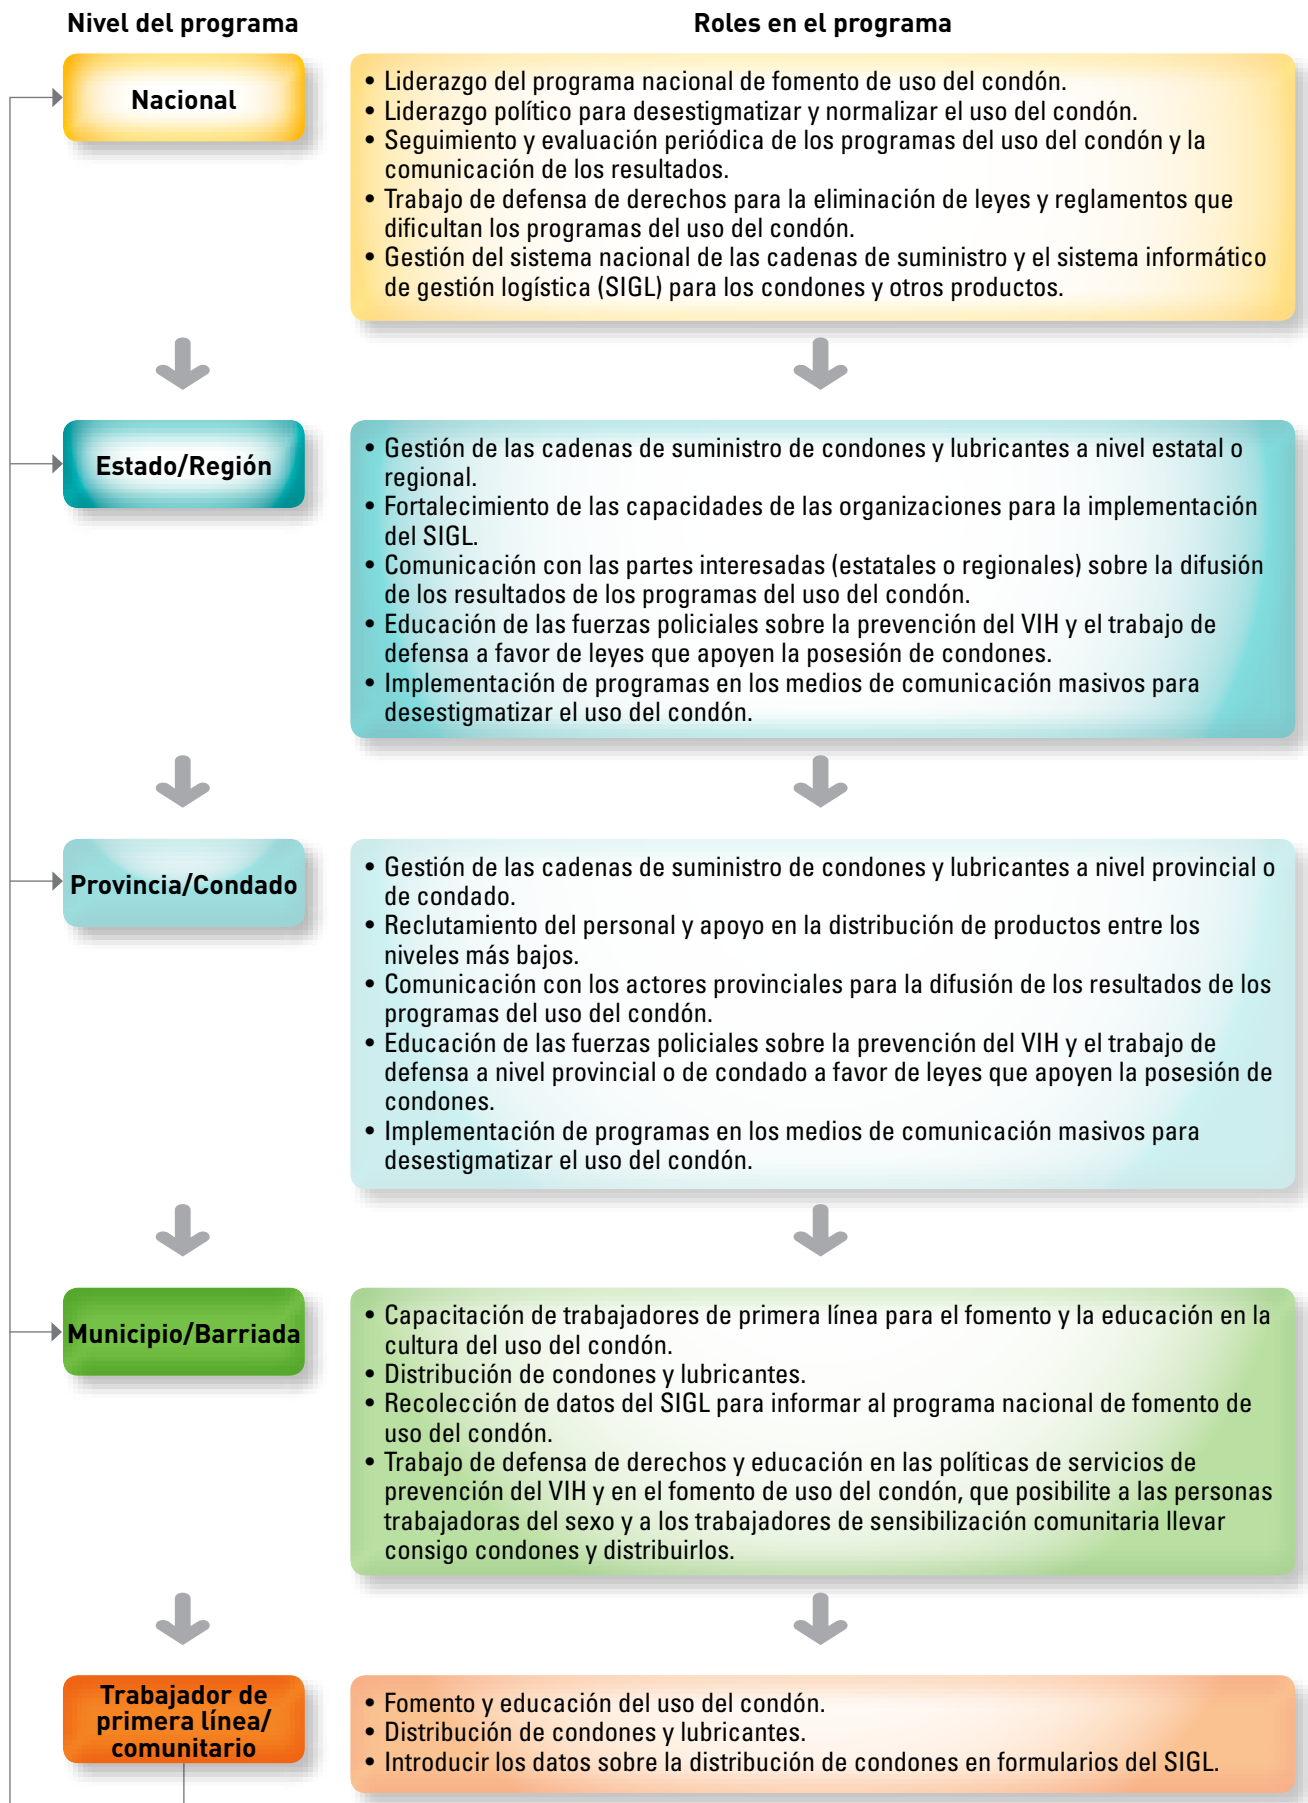 Nivel del programa
Roles en el programa
Nacional
• Liderazgo del programa nacional de fomento de uso del condón.
• Liderazgo político para desestigmatizar y normalizar el uso del condón.
• Seguimiento y evaluación periódica de los programas del uso del condón y la
comunicación de los resultados.
• Trabajo de defensa de derechos para la eliminación de leyes y reglamentos que
dificultan los programas del uso del condón.
• Gestión del sistema nacional de las cadenas de suministro y el sistema informático
de gestión logística (SIGL) para los condones y otros productos.
Estado/Región
• Gestión de las cadenas de suministro de condones y lubricantes a nivel estatal o
regional.
• Fortalecimiento de las capacidades de las organizaciones para la implementación
del SIGL.
• Comunicación con las partes interesadas (estatales o regionales) sobre la difusión
de los resultados de los programas del uso del condón.
• Educación de las fuerzas policiales sobre la prevención del VIH y el trabajo de
defensa a favor de leyes que apoyen la posesión de condones.
• Implementación de programas en los medios de comunicación masivos para
desestigmatizar el uso del condón.
Provincia/Condado
• Gestión de las cadenas de suministro de condones y lubricantes a nivel provincial o
de condado.
• Reclutamiento del personal y apoyo en la distribución de productos entre los
niveles más bajos.
• Comunicación con los actores provinciales para la difusión de los resultados de los
programas del uso del condón.
• Educación de las fuerzas policiales sobre la prevención del VIH y el trabajo de
defensa a nivel provincial o de condado a favor de leyes que apoyen la posesión de
condones.
• Implementación de programas en los medios de comunicación masivos para
desestigmatizar el uso del condón.
Municipio/Barriada
• Capacitación de trabajadores de primera línea para el fomento y la educación en la
cultura del uso del condón.
• Distribución de condones y lubricantes.
• Recolección de datos del SIGL para informar al programa nacional de fomento de
uso del condón.
• Trabajo de defensa de derechos y educación en las políticas de servicios de
prevención del VIH y en el fomento de uso del condón, que posibilite a las personas
trabajadoras del sexo y a los trabajadores de sensibilización comunitaria llevar
consigo condones y distribuirlos.
Trabajador de
primera línea/
comunitario
• Fomento y educación del uso del condón.
• Distribución de condones y lubricantes.
• Introducir los datos sobre la distribución de condones en formularios del SIGL.